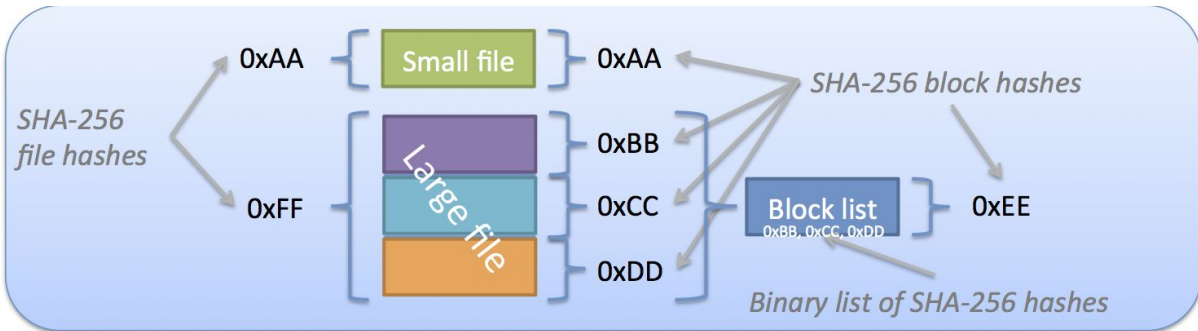 0xAA
Small file
0xAA
SHA-256 block hashes
SHA-256
file hashes
0xBB
0xFF
Large file
0xCC
Block list
0xBB, 0xCC, 0xDD
0xEE
0xDD
Binary list of SHA-256 hashes